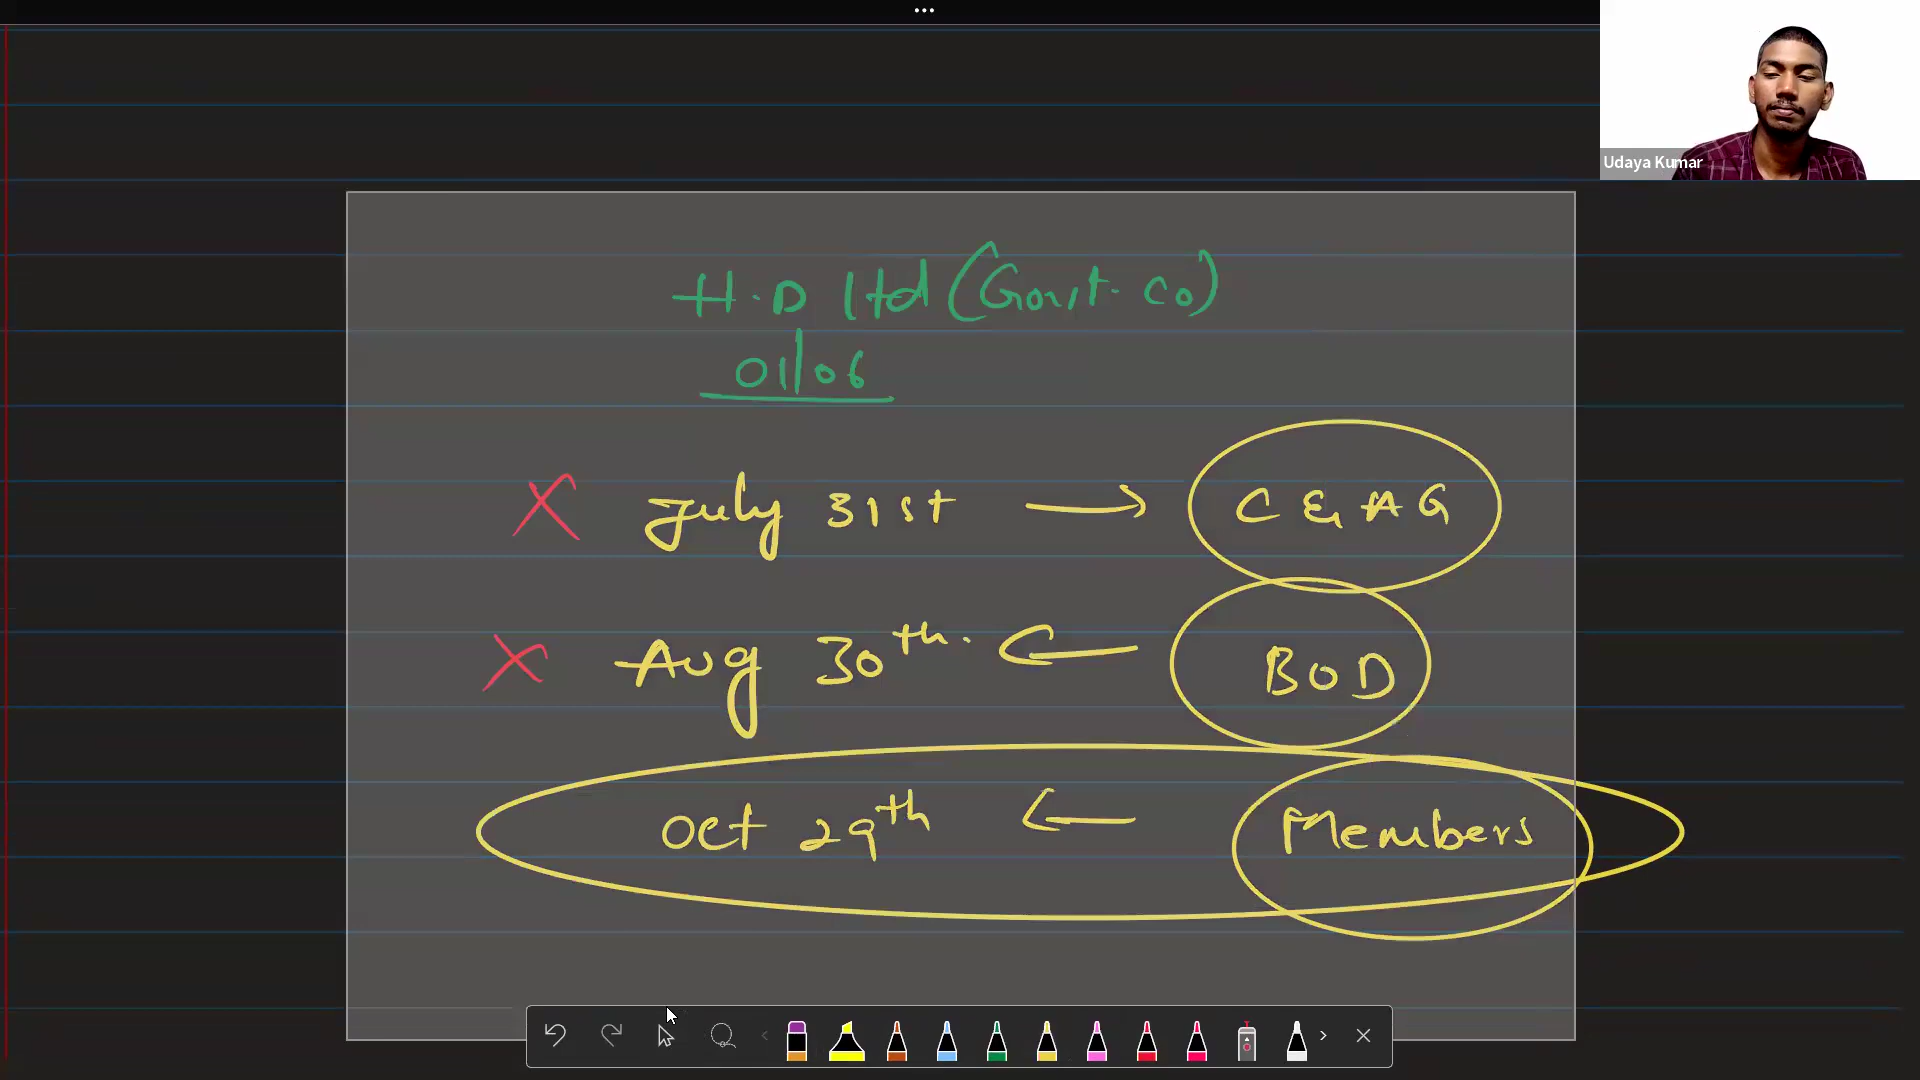 ...
Udaya Kumar
H.D ltd (Govt. Co)
01/06
X July 31st → C & AG
X Aug 30th. ← BOD
Oct 29th ← Members